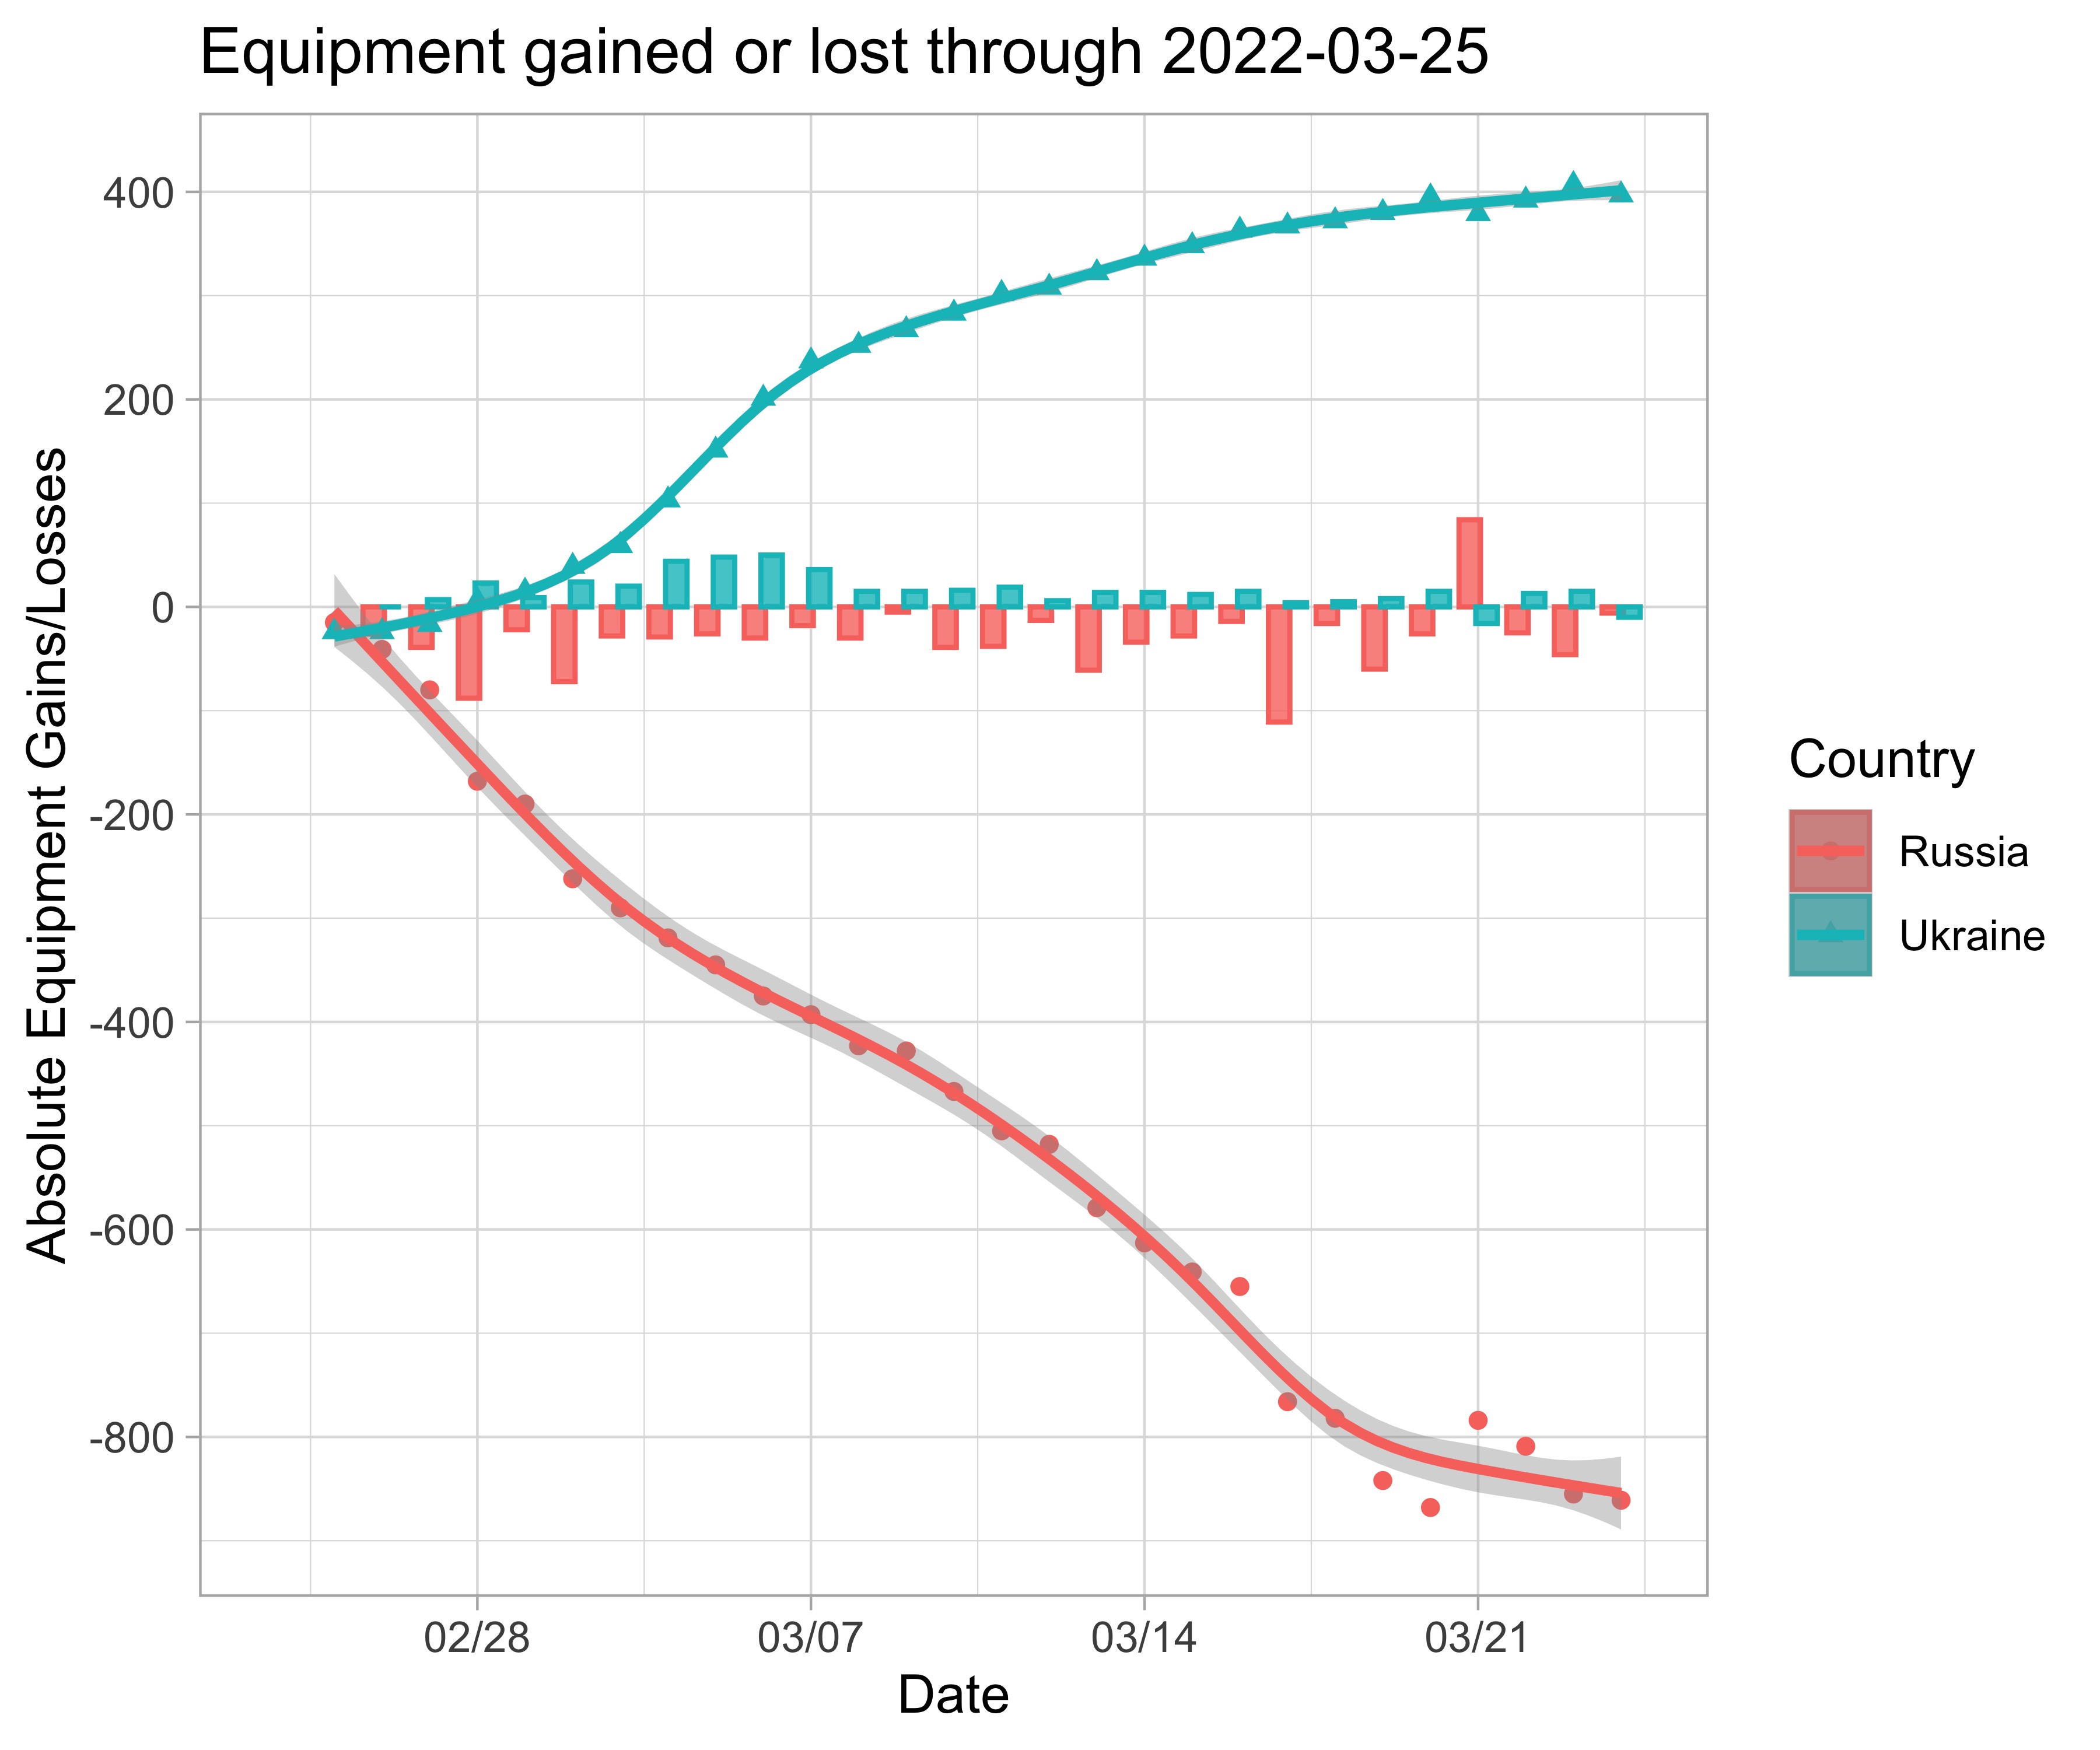 Equipment gained or lost through 2022-03-25
Absolute Equipment Gains/Losses
400
200
0
-200
-400
-600
-800
02/28
03/07
03/14
03/21
Date
Country
Russia
Ukraine